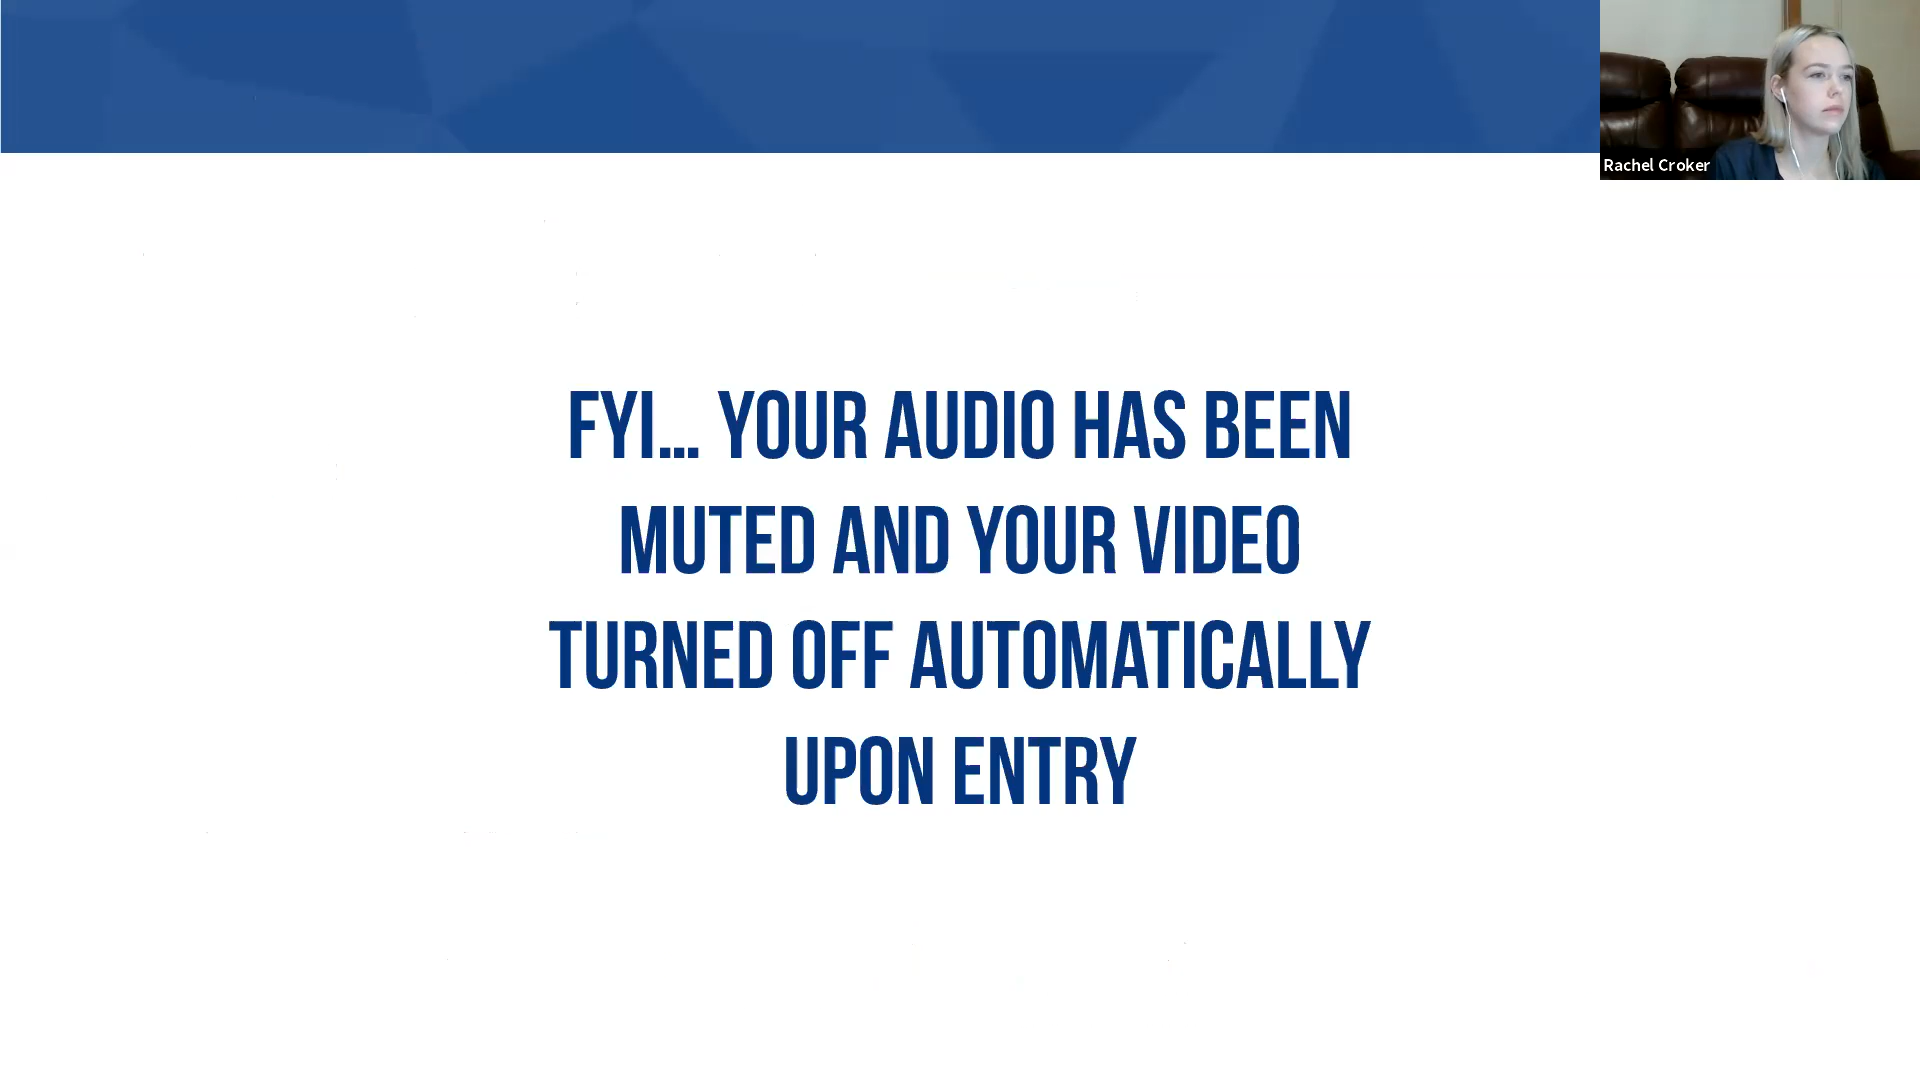 Rachel Croker
FYI... YOUR AUDIO HAS BEEN
MUTED AND YOUR VIDEO
TURNED OFF AUTOMATICALLY
UPON ENTRY